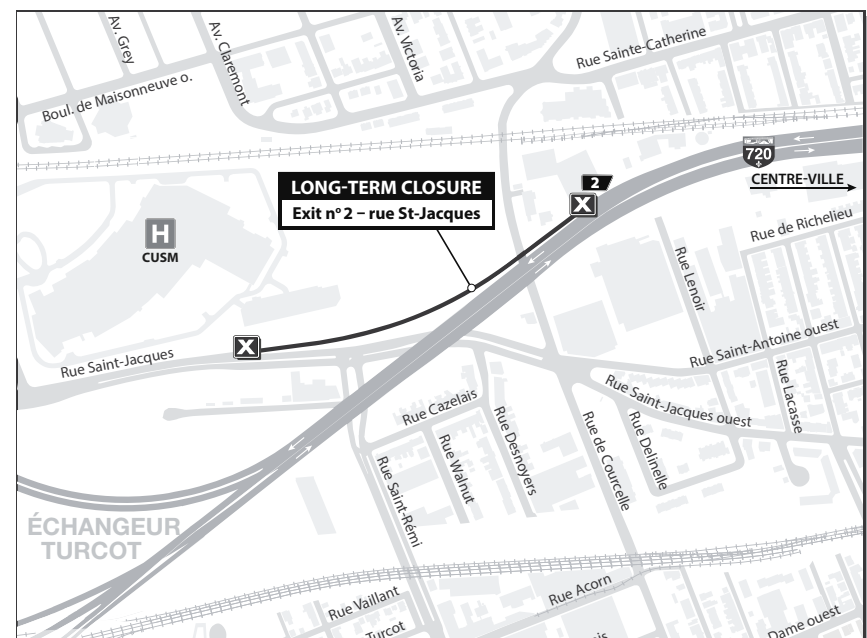 Av. Grey
Av. Claremont
Av. Victoria
Rue Sainte-Catherine
Boul. de Maisonneuve o.
720
CENTRE-VILLE
LONG-TERM CLOSURE
Exit nº 2 – rue St-Jacques
2
X
H
CUSM
Rue de Richelieu
Rue Lenoir
X
Rue Saint-Jacques
Rue Saint-Antoine ouest
Rue Lacasse
Rue Saint-Jacques ouest
Rue Cazelais
Rue Desnoyers
Rue Walnut
Rue Saint-Rémi
Rue de Courcelle
Rue Delinelle
ÉCHANGEUR
TURCOT
Rue Vaillant
Rue Acorn
Turcot
Dame ouest